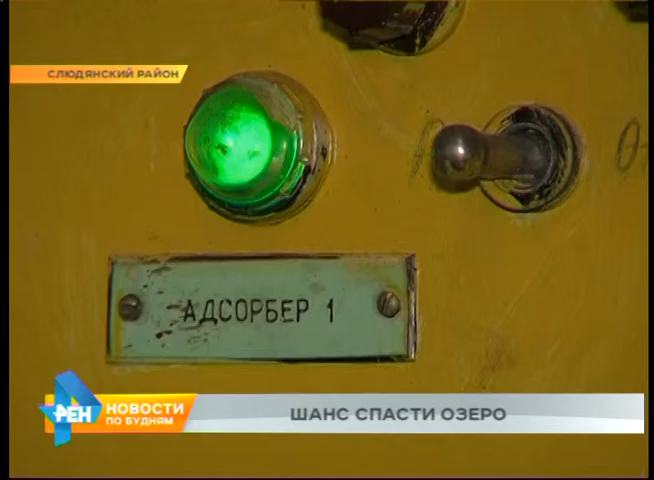 СЛЮДЯНСКИЙ РАЙОН
АДСОРБЕР 1
РЕН
НОВОСТИ
ПО БУДНЯМ
ШАНС СПАСТИ ОЗЕРО